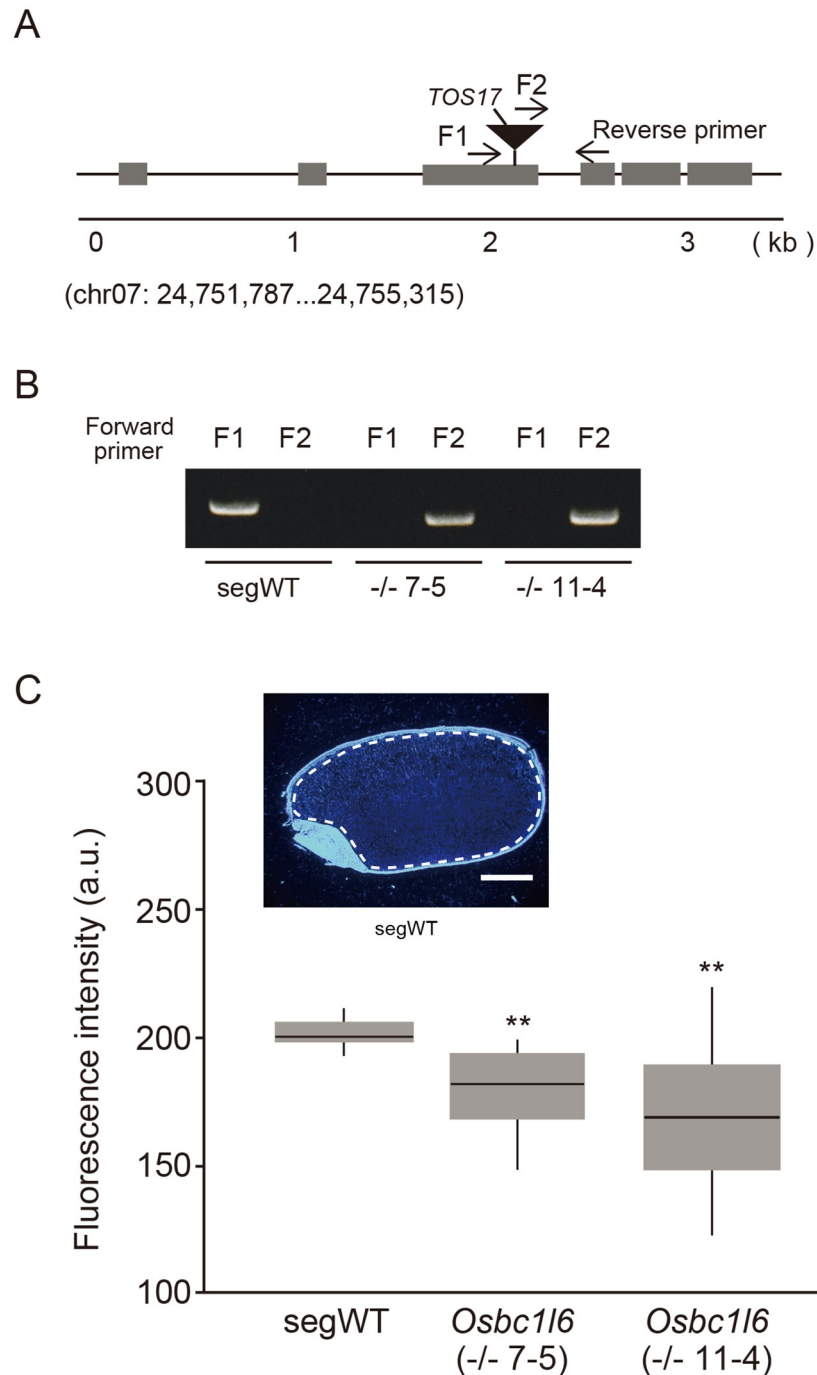 A
TOS17
F2
F1
Reverse primer
0 1 2 3 ( kb )
(chr07: 24,751,787...24,755,315)
B
Forward primer
F1 F2 F1 F2 F1 F2
segWT -/- 7-5 -/- 11-4
C
segWT
Fluorescence intensity (a.u.)
300
250
200
150
100
**
**
segWT
Osbc1l6
(-/- 7-5)
Osbc1l6
(-/- 11-4)